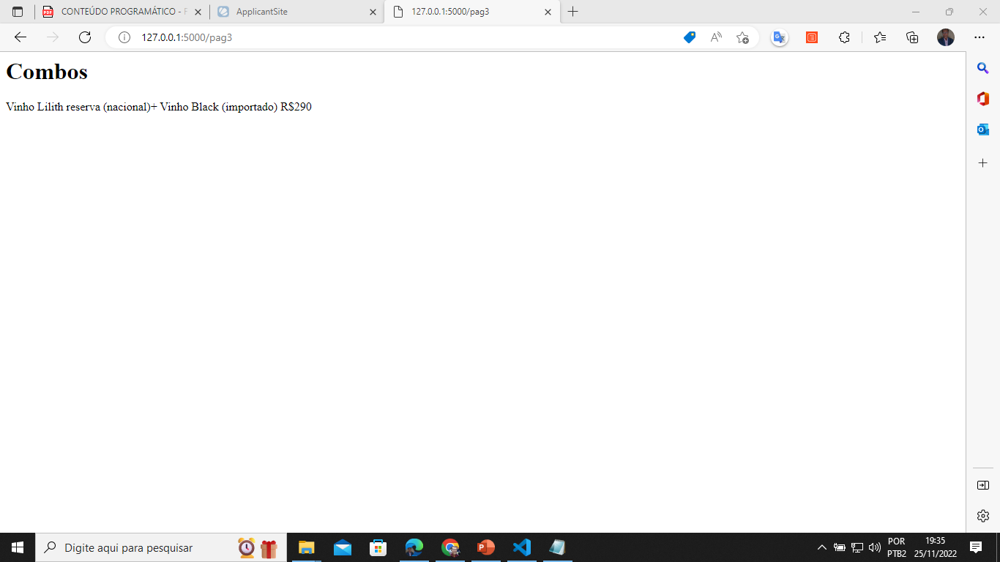 CONTEÚDO PROGRAMÁTICO - F
ApplicantSite
127.0.0.1:5000/pag3
127.0.0.1:5000/pag3
Combos
Vinho Lilith reserva (nacional)+ Vinho Black (importado) R$290
Digite aqui para pesquisar
POR
PTB2
19:35
25/11/2022